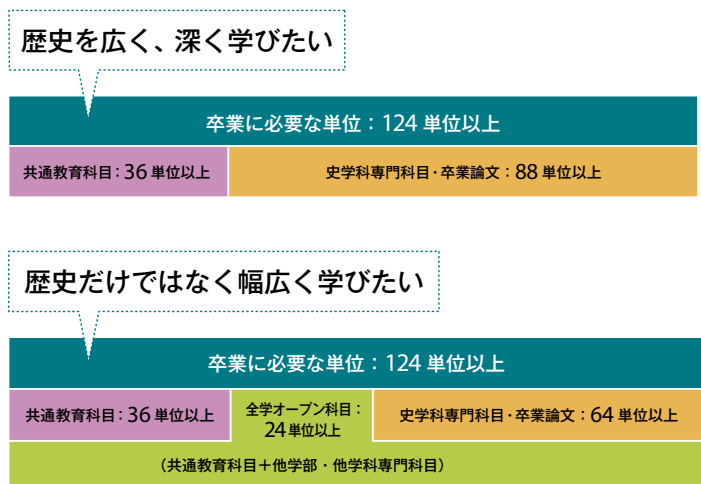 歴史を広く、深く学びたい
卒業に必要な単位：124 単位以上
共通教育科目：36 単位以上
史学科専門科目・卒業論文：88 単位以上
歴史だけではなく幅広く学びたい
卒業に必要な単位：124 単位以上
共通教育科目：36 単位以上
全学オープン科目：
24 単位以上
史学科専門科目・卒業論文：64 単位以上
（共通教育科目＋他学部・他学科専門科目）